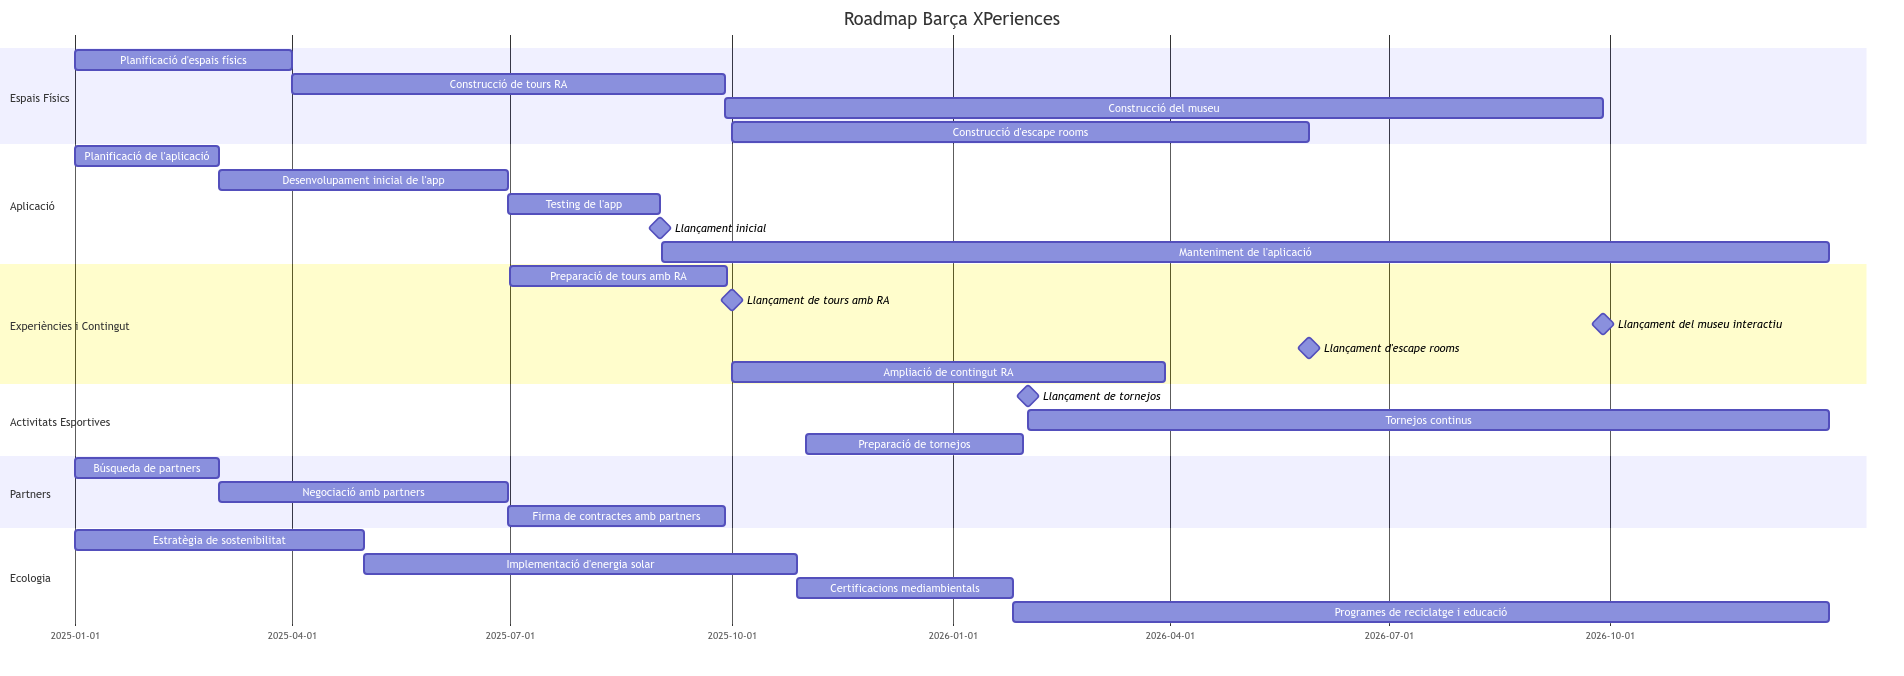 Roadmap Barça XPeriences
Espais Físics
Planificació d'espais físics
Construcció de tours RA
Construcció del museu
Construcció d'escape rooms
Aplicació
Planificació de l'aplicació
Desenvolupament inicial de l'app
Testing de l'app
Llançament inicial
Manteniment de l'aplicació
Experiències i Contingut
Preparació de tours amb RA
Llançament de tours amb RA
Llançament del museu interactiu
Llançament d'escape rooms
Ampliació de contingut RA
Activitats Esportives
Llançament de tornejos
Tornejos continus
Preparació de tornejos
Partners
Búsqueda de partners
Negociació amb partners
Firma de contractes amb partners
Ecologia
Estratègia de sostenibilitat
Implementació d'energia solar
Certificacions mediambientals
Programes de reciclatge i educació
2025-01-01
2025-04-01
2025-07-01
2025-10-01
2026-01-01
2026-04-01
2026-07-01
2026-10-01